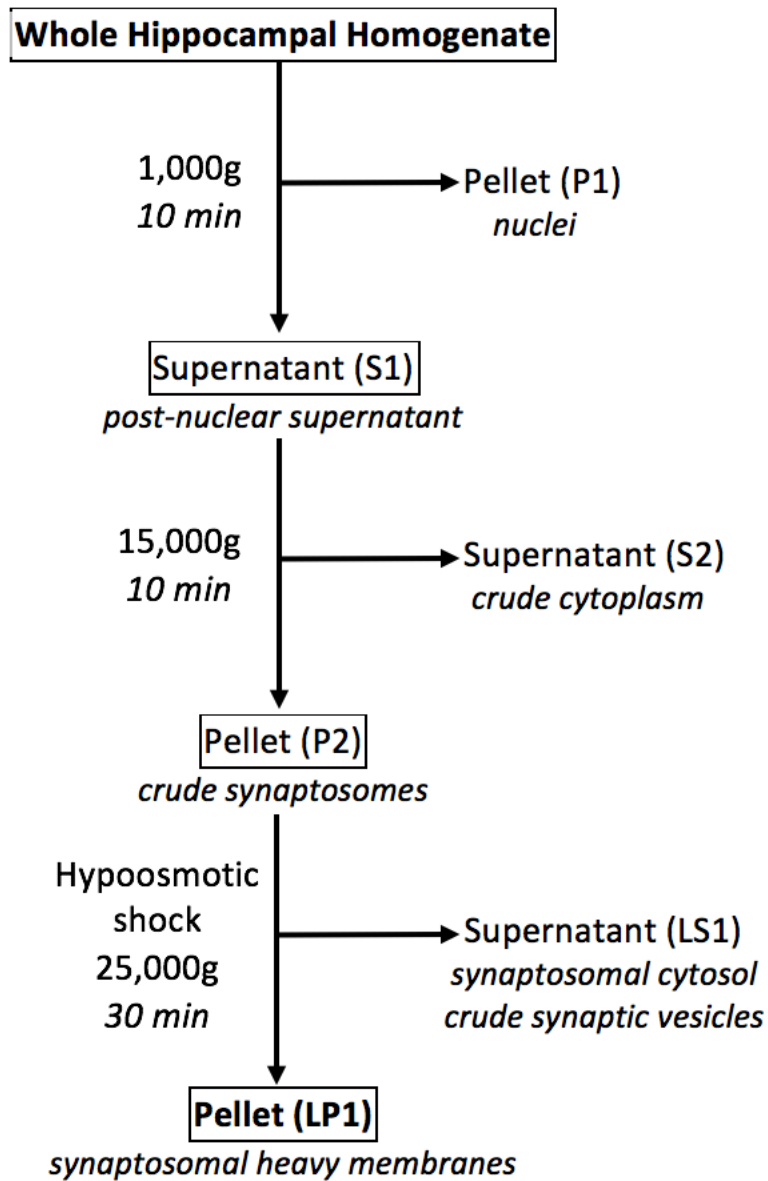 Whole Hippocampal Homogenate
1,000g
10 min
Pellet (P1)
nuclei
Supernatant (S1)
post-nuclear supernatant
15,000g
10 min
Supernatant (S2)
crude cytoplasm
Pellet (P2)
crude synaptosomes
Hypoosmotic
shock
25,000g
30 min
Supernatant (LS1)
synaptosomal cytosol
crude synaptic vesicles
Pellet (LP1)
synaptosomal heavy membranes